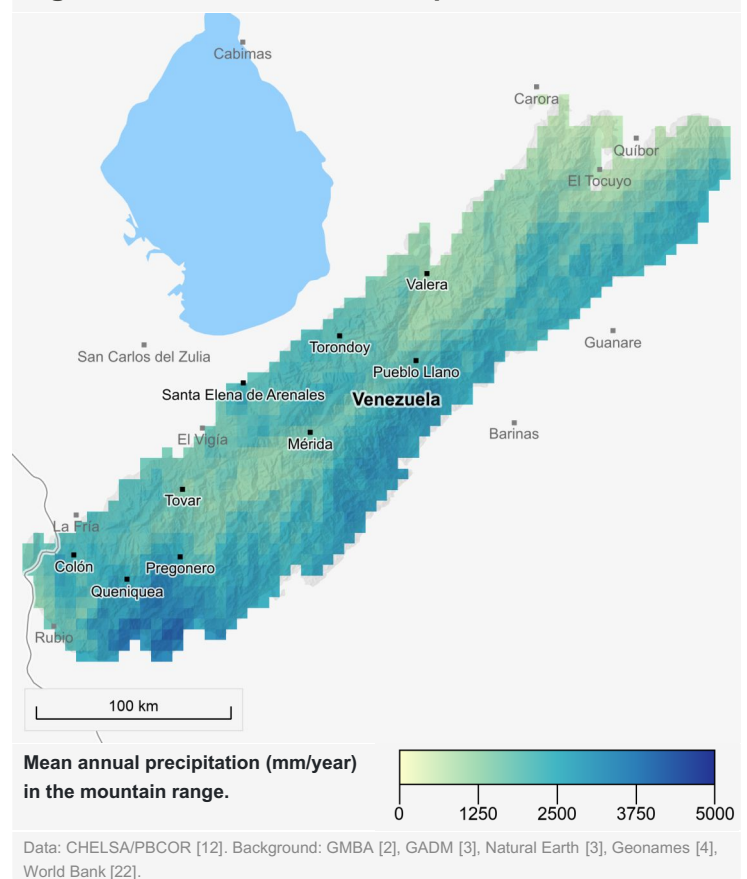 Cabimas
Carora
Quíbor
El Tocuyo
Valera
Torondoy
San Carlos del Zulia
Guanare
Pueblo Llano
Santa Elena de Arenales
Venezuela
El Vigía
Mérida
Barinas
Tovar
La Fría
Colón
Pregonero
Queniquea
Rubio
100 km
Mean annual precipitation (mm/year)
in the mountain range.
0 1250 2500 3750 5000
Data: CHELSA/PBCOR [12]. Background: GMBA [2], GADM [3], Natural Earth [3], Geonames [4],
World Bank [22].